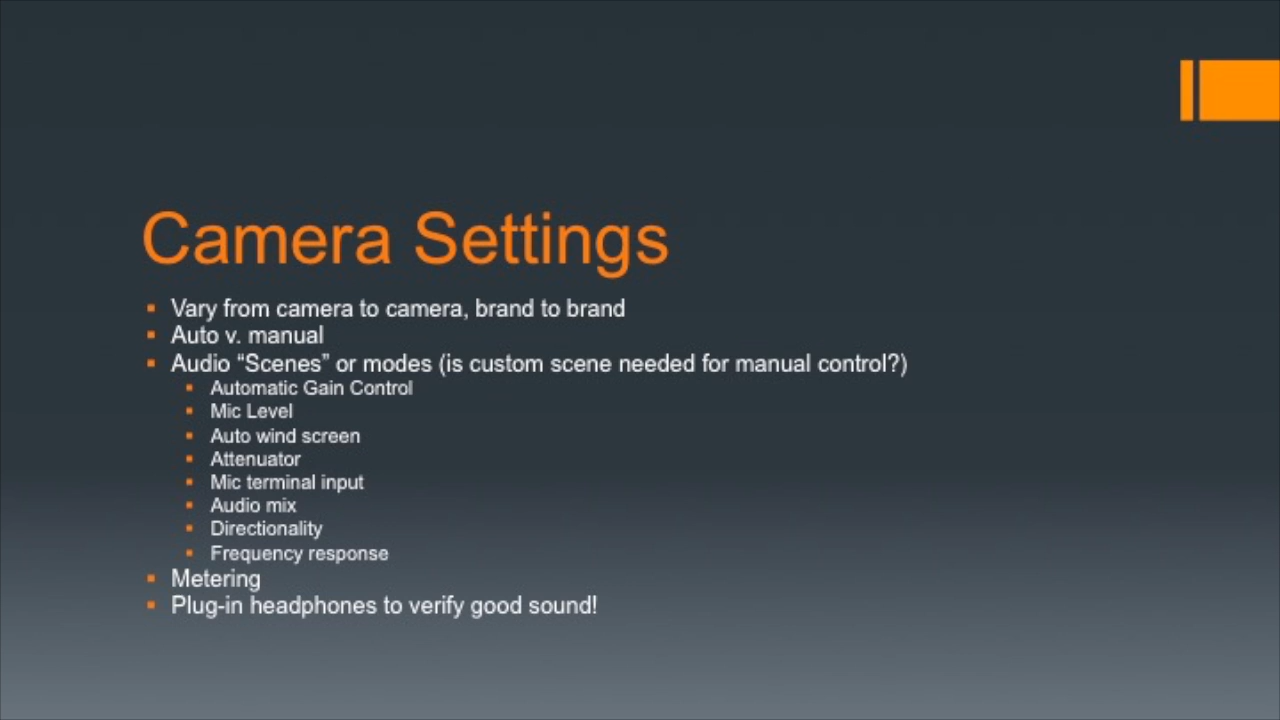 Camera Settings
Vary from camera to camera, brand to brand
Auto v. manual
Audio “Scenes” or modes (is custom scene needed for manual control?)
Automatic Gain Control
Mic Level
Auto wind screen
Attenuator
Mic terminal input
Audio mix
Directionality
Frequency response
Metering
Plug-in headphones to verify good sound!